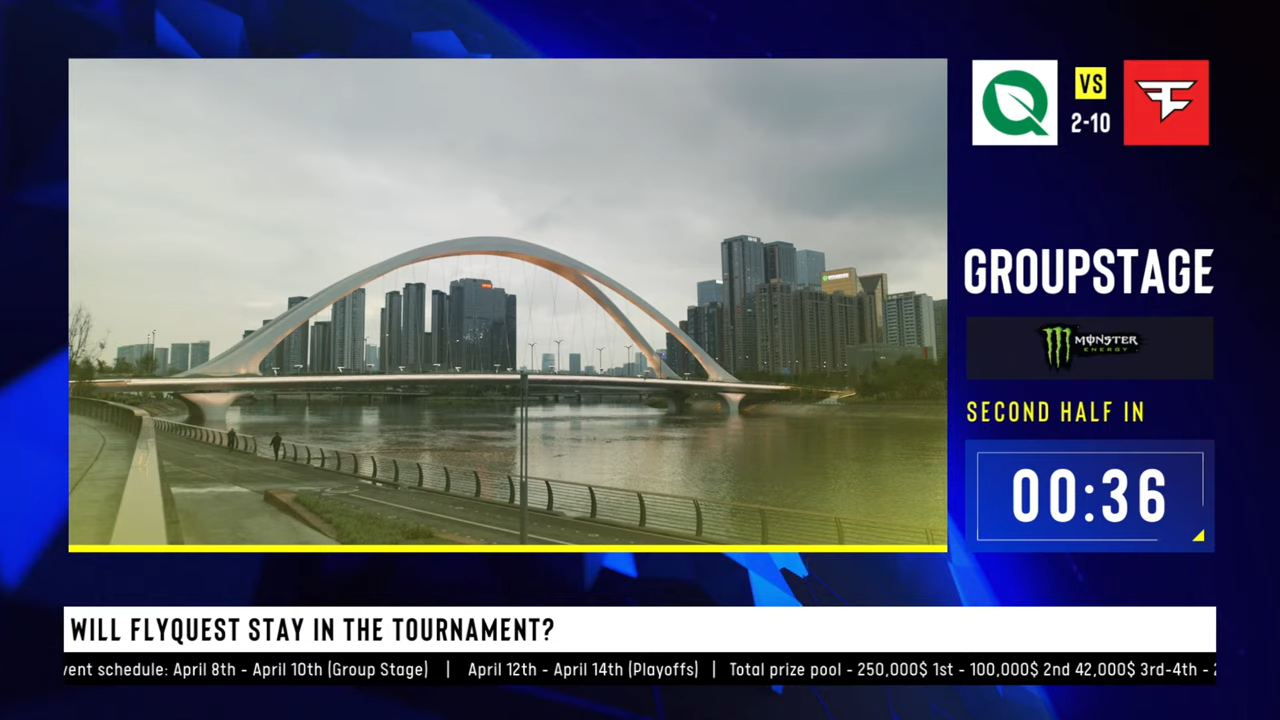 VS
2-10
GROUPSTAGE
MONSTER
ENERGY
SECOND HALF IN
00:36
WILL FLYQUEST STAY IN THE TOURNAMENT?
vent schedule: April 8th - April 10th (Group Stage) | April 12th - April 14th (Playoffs) | Total prize pool - 250,000$ 1st - 100,000$ 2nd 42,000$ 3rd-4th -